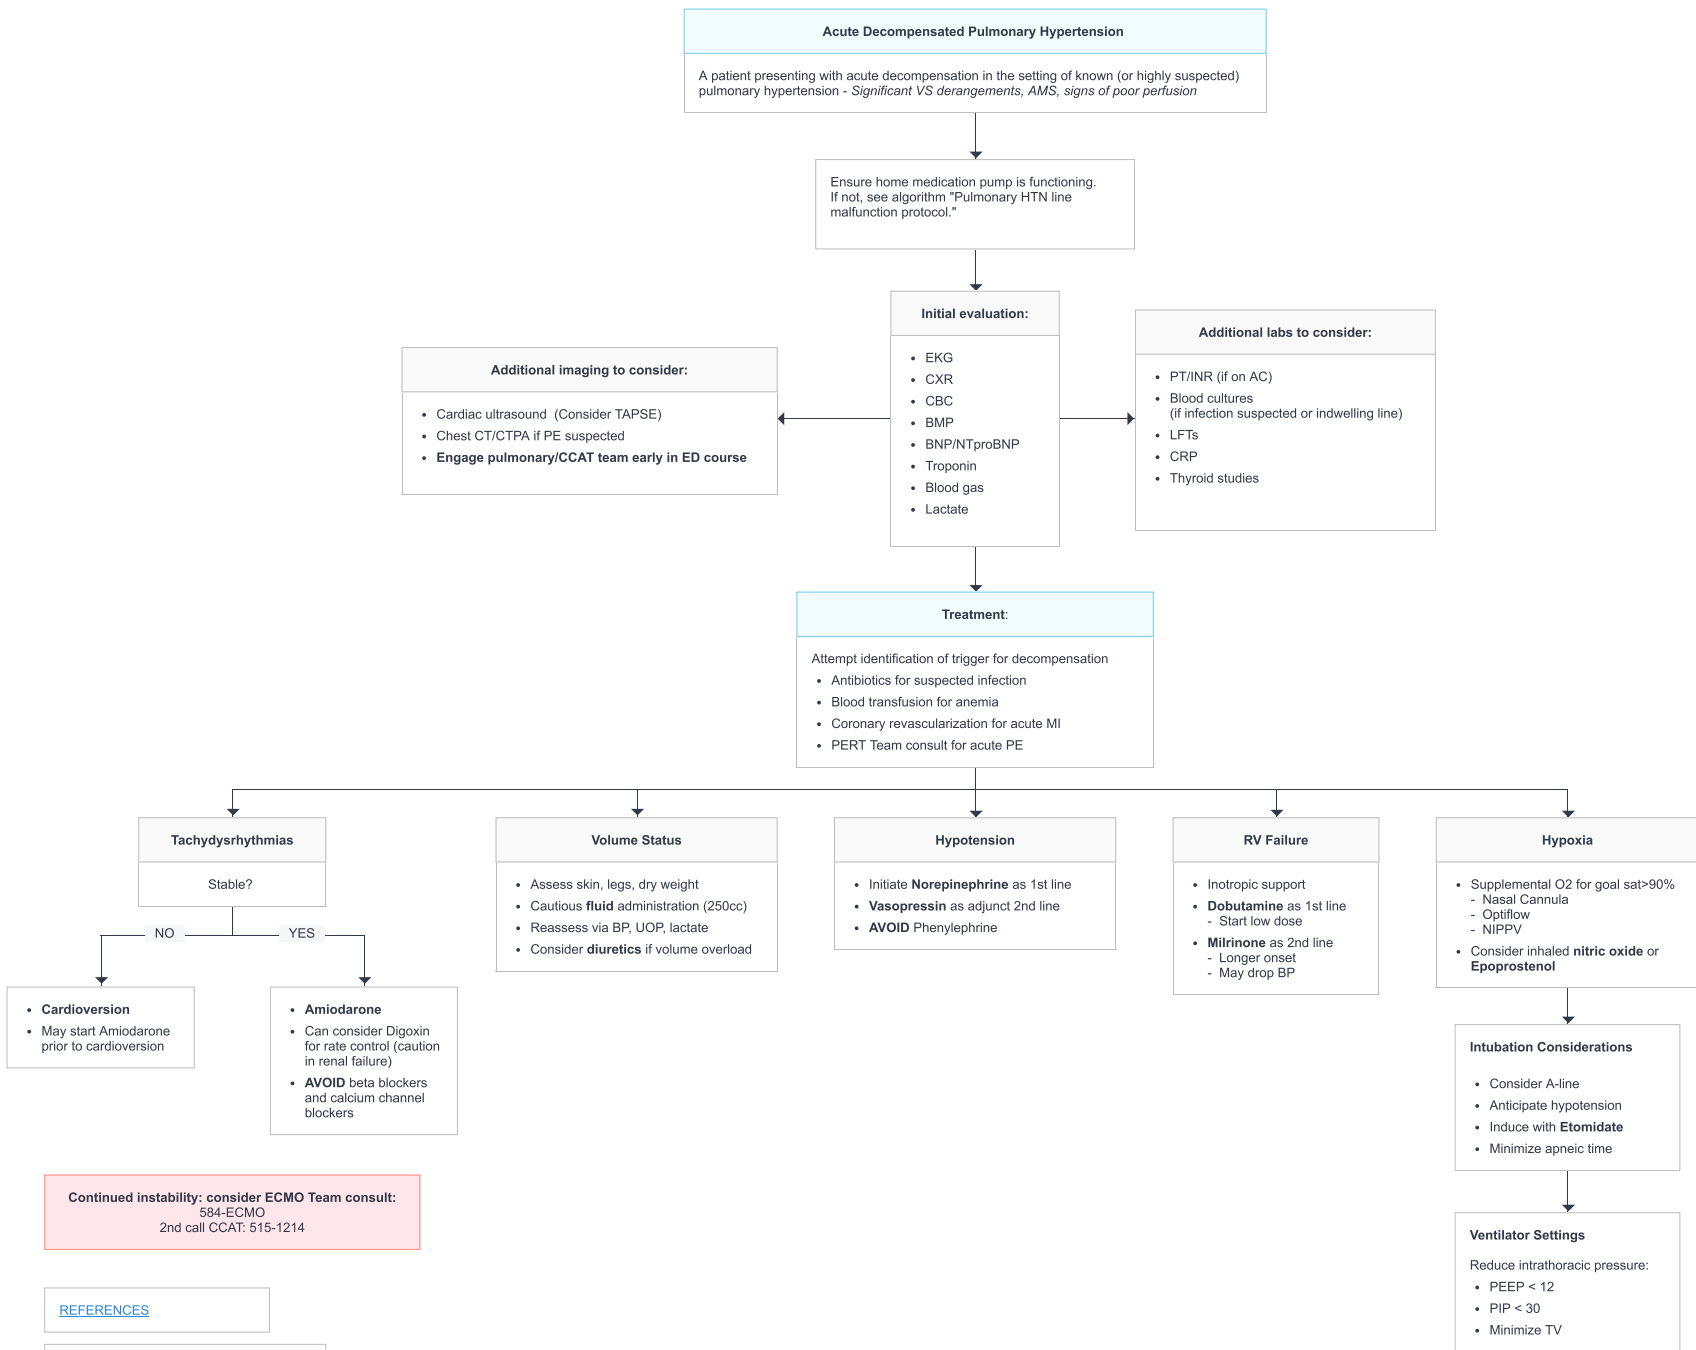 Acute Decompensated Pulmonary Hypertension
A patient presenting with acute decompensation in the setting of known (or highly suspected)
pulmonary hypertension - Significant VS derangements, AMS, signs of poor perfusion
Ensure home medication pump is functioning.
If not, see algorithm "Pulmonary HTN line
malfunction protocol."
Initial evaluation:
• EKG
• CXR
• CBC
• BMP
• BNP/NTproBNP
• Troponin
• Blood gas
• Lactate
Additional imaging to consider:
• Cardiac ultrasound  (Consider TAPSE)
• Chest CT/CTPA if PE suspected
• Engage pulmonary/CCAT team early in ED course
Additional labs to consider:
• PT/INR (if on AC)
• Blood cultures
(if infection suspected or indwelling line)
• LFTs
• CRP
• Thyroid studies
Treatment:
Attempt identification of trigger for decompensation
• Antibiotics for suspected infection
• Blood transfusion for anemia
• Coronary revascularization for acute MI
• PERT Team consult for acute PE
Tachydysrhythmias
Stable?
NO
YES
• Cardioversion
• May start Amiodarone
prior to cardioversion
• Amiodarone
• Can consider Digoxin
for rate control (caution
in renal failure)
• AVOID beta blockers
and calcium channel
blockers
Volume Status
• Assess skin, legs, dry weight
• Cautious fluid administration (250cc)
• Reassess via BP, UOP, lactate
• Consider diuretics if volume overload
Hypotension
• Initiate Norepinephrine as 1st line
• Vasopressin as adjunct 2nd line
• AVOID Phenylephrine
RV Failure
• Inotropic support
• Dobutamine as 1st line
- Start low dose
• Milrinone as 2nd line
- Longer onset
- May drop BP
Hypoxia
• Supplemental O2 for goal sat>90%
- Nasal Cannula
- Optiflow
- NIPPV
• Consider inhaled nitric oxide or
Epoprostenol
Intubation Considerations
• Consider A-line
• Anticipate hypotension
• Induce with Etomidate
• Minimize apneic time
Ventilator Settings
Reduce intrathoracic pressure:
• PEEP < 12
• PIP < 30
• Minimize TV
Continued instability: consider ECMO Team consult:
584-ECMO
2nd call CCAT: 515-1214
REFERENCES